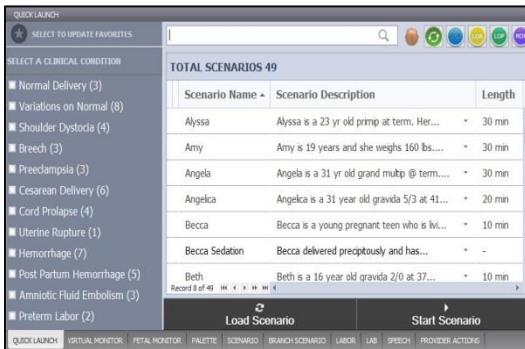 QUICK LAUNCH
SELECT TO UPDATE FAVORITES
SELECT A CLINICAL CONDITION
Normal Delivery (3)
Variations on Normal (8)
Shoulder Dystocia (4)
Breech (3)
Preeclampsia (3)
Cesarean Delivery (6)
Cord Prolapse (4)
Uterine Rupture (1)
Hemorrhage (7)
Post Partum Hemorrhage (5)
Amniotic Fluid Embolism (3)
Preterm Labor (2)
TOTAL SCENARIOS 49
Scenario Name Scenario Description Length
Alyssa Alyssa is a 23 yr old primip at term. Her... 30 min
Amy Amy is 19 years and she weighs 160 lbs.... 30 min
Angela Angela is a 31 yr old grand multip @ term.... 30 min
Angelica Angelica is a 31 year old gravida 5/3 at 41... 20 min
Becca Becca is a young pregnant teen who is livi... 10 min
Becca Sedation Becca delivered precipitously and has... -
Beth Beth is a 16 year old gravida 2/0 at 37... 10 min
Record 8 of 49
Load Scenario Start Scenario
QUICK LAUNCH VIRTUAL MONITOR FETAL MONITOR PALETTE SCENARIO BRANCH SCENARIO LABOR LAB SPEECH PROVIDER ACTIONS